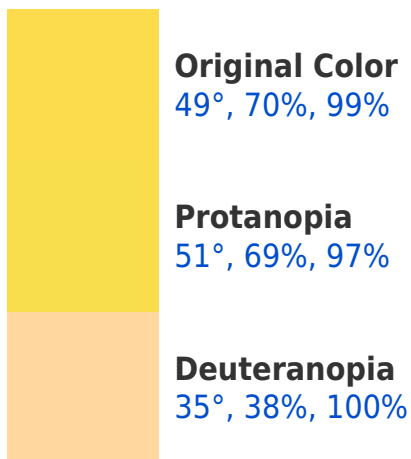 Original Color
49°, 70%, 99%
Protanopia
51°, 69%, 97%
Deuteranopia
35°, 38%, 100%